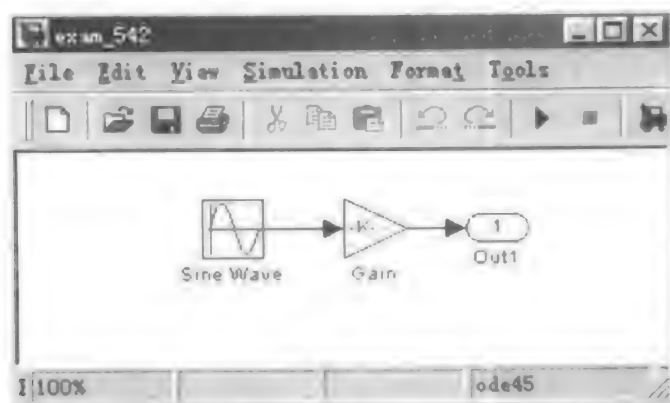 exam_542
File Edit View Simulation Format Tools
-K-
1
Sine Wave
Gain
Out1
100%
ode45